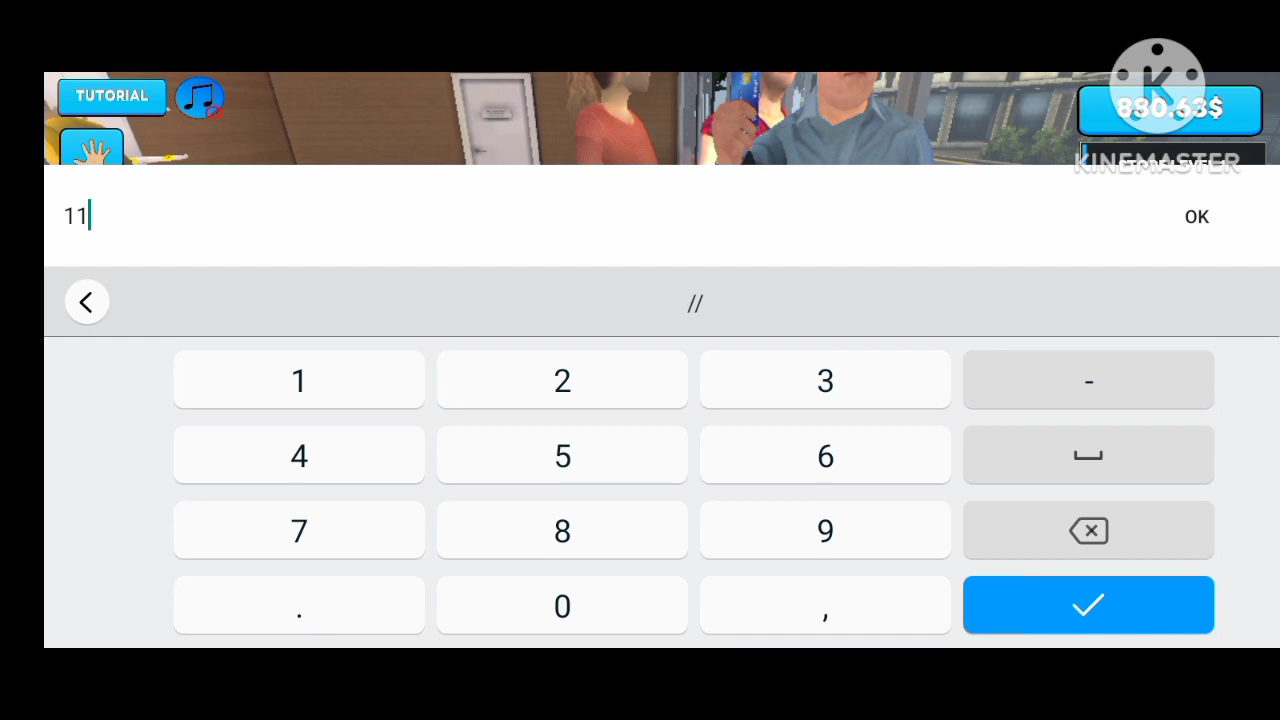 TUTORIAL
880.63$
KINEMASTER
11
OK
//
1 2 3 -
4 5 6
7 8 9
. 0 ,